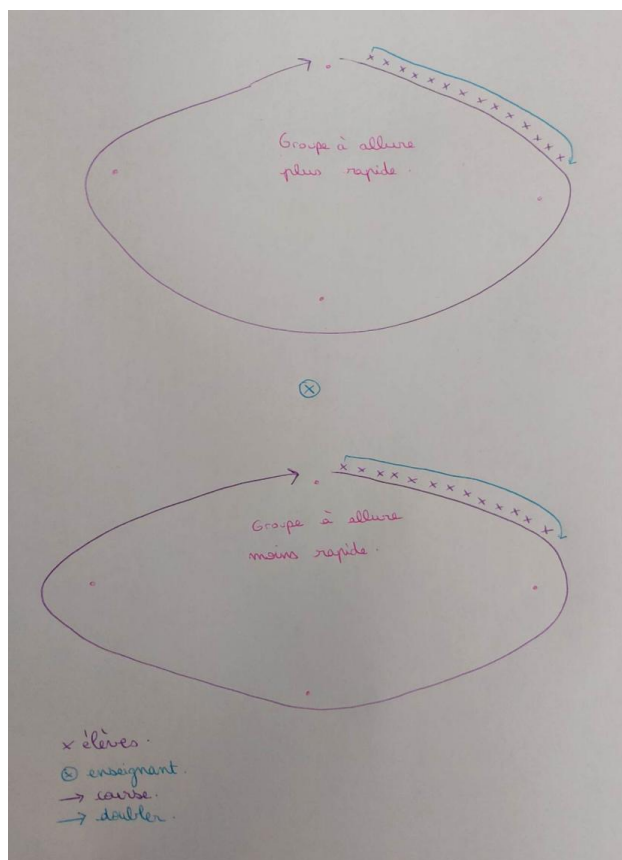 Groupe à allure
plus rapide.
Groupe à allure
moins rapide.
x élèves.
ⓧ enseignant.
→ course.
→ doubler.